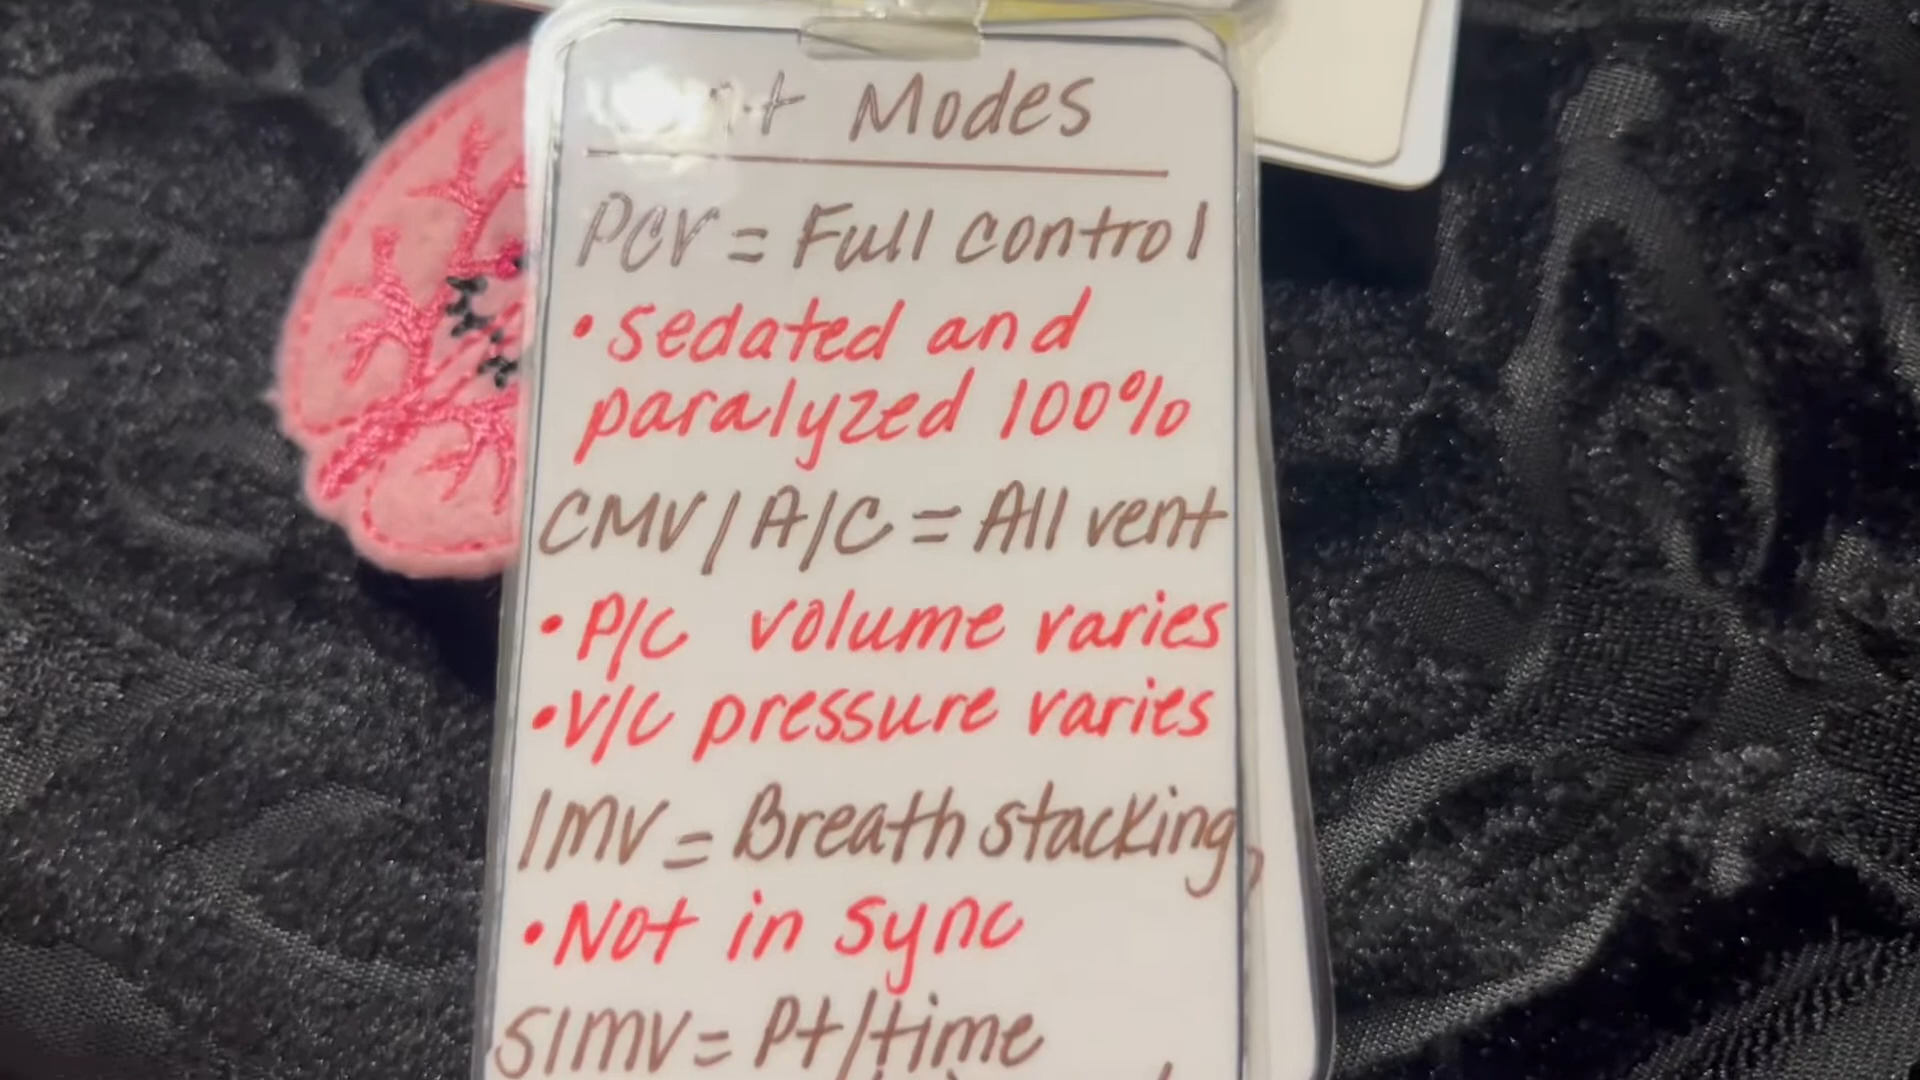 Modes
PCV = Full control
• sedated and
paralyzed 100%
CMV / A/C = All vent
• P/C volume varies
• V/C pressure varies
IMV = Breath stacking,
• Not in sync
SIMV = Pt/time